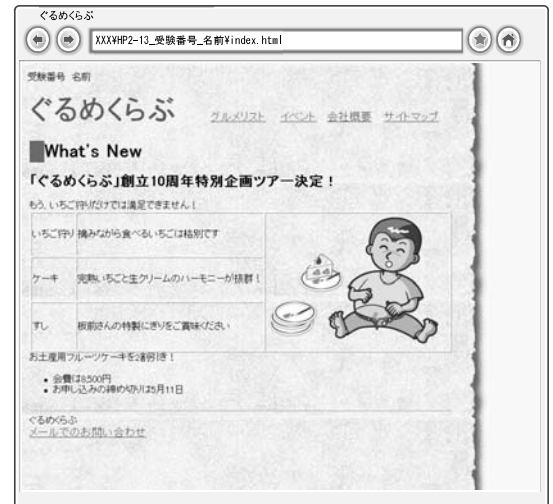 ぐるめくらぶ
XXX¥HP2-13_受験番号_名前¥index.html
受験番号 名前
ぐるめくらぶ
グルメリスト イベント 会社概要 サイトマップ
What's New
「ぐるめくらぶ」創立10周年特別企画ツアー決定！
もう、いちご狩りだけでは満足できません！
いちご狩り 摘みながら食べるいちごは格別です
ケーキ 完熟いちごと生クリームのハーモニーが抜群！
すし 板前さんの特製にぎりをご賞味ください
お土産用フルーツケーキを2割引き！
• 会費は8,500円
• お申し込みの締め切りは5月11日
ぐるめくらぶ
メールでのお問い合わせ